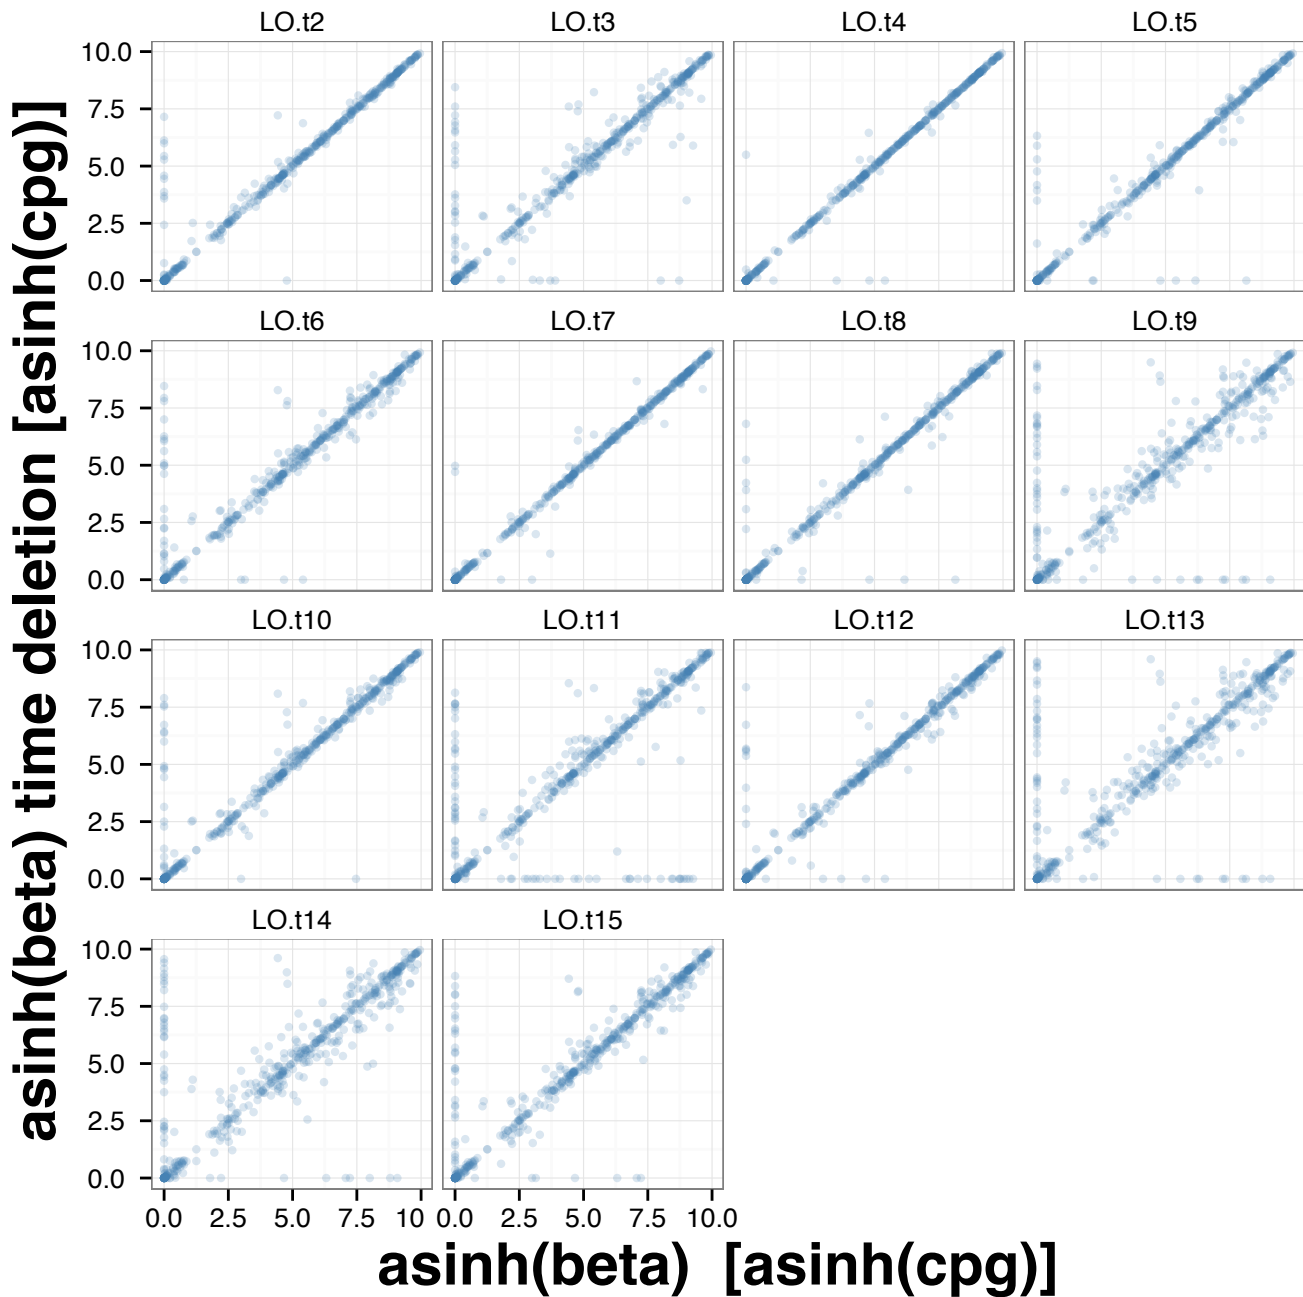 LO.t2 LO.t3 LO.t4 LO.t5
10.0
7.5
5.0
2.5
0.0
LO.t6 LO.t7 LO.t8 LO.t9
10.0
7.5
5.0
2.5
0.0
LO.t10 LO.t11 LO.t12 LO.t13
10.0
7.5
5.0
2.5
0.0
LO.t14 LO.t15
10.0
7.5
5.0
2.5
0.0
0.0 2.5 5.0 7.5 10 0.0 2.5 5.0 7.5 10.0
asinh(beta) [asinh(cpg)]
asinh(beta) time deletion [asinh(cpg)]